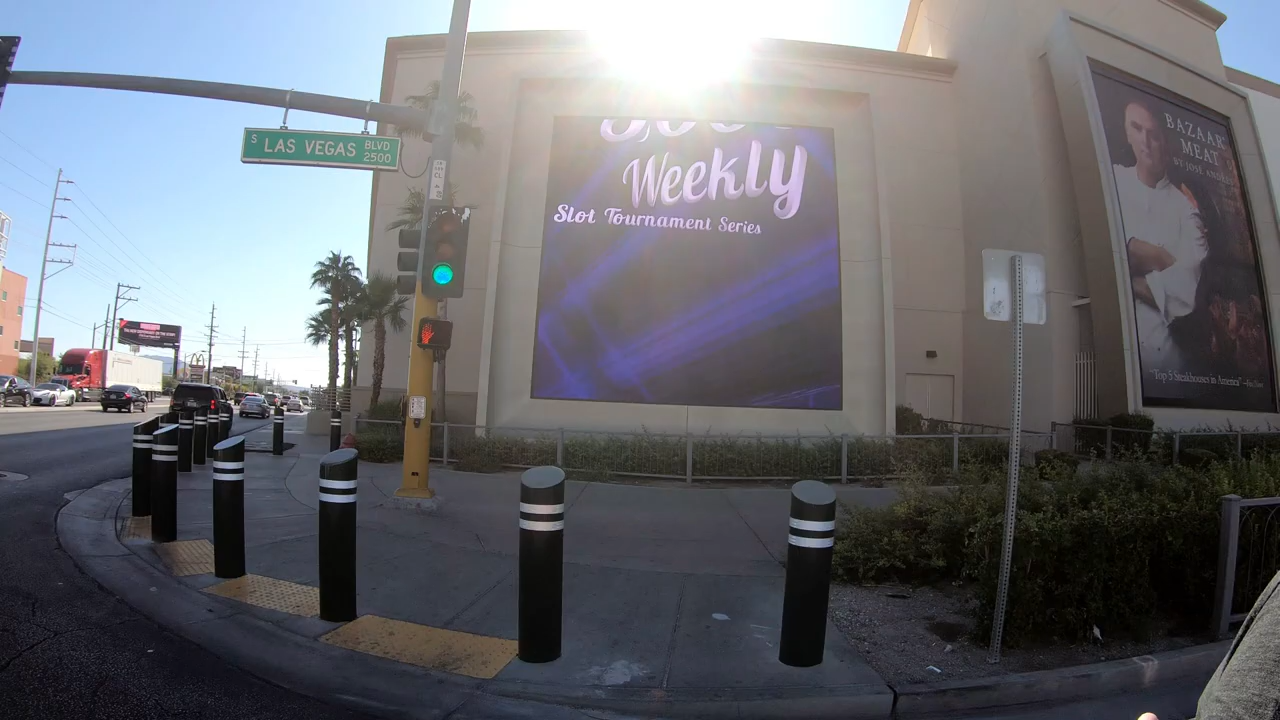 S LAS VEGAS BLVD
2500
Weekly
Slot Tournament Series
BAZAAR
MEAT
BY JOSÉ ANDRÉS
"Top 5 Steakhouses in America"